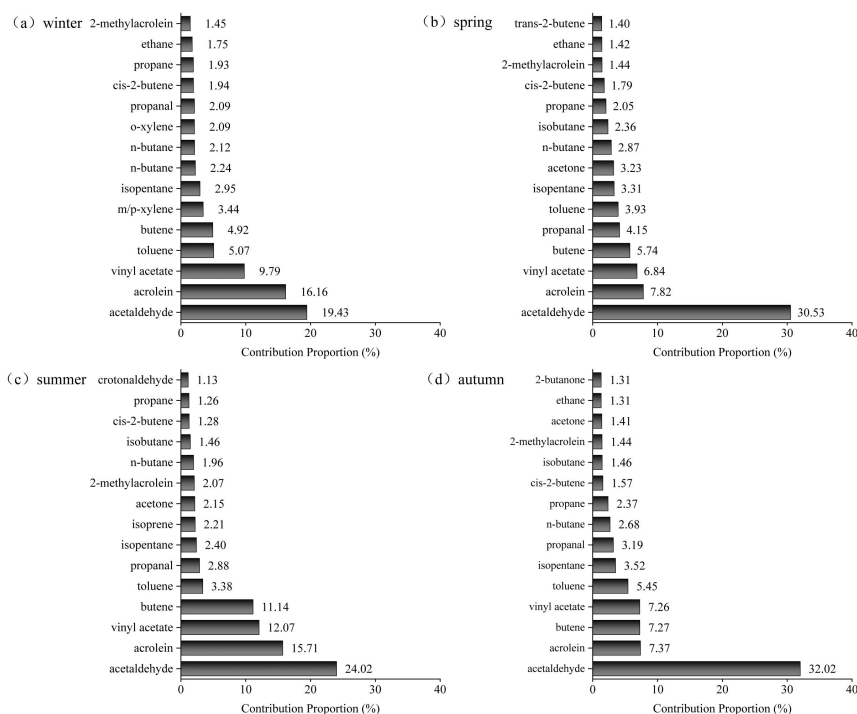 (a) winter
2-methylacrolein 1.45
ethane 1.75
propane 1.93
cis-2-butene 1.94
propanal 2.09
o-xylene 2.09
n-butane 2.12
n-butane 2.24
isopentane 2.95
m/p-xylene 3.44
butene 4.92
toluene 5.07
vinyl acetate 9.79
acrolein 16.16
acetaldehyde 19.43
0 10 20 30 40
Contribution Proportion (%)
(b) spring
trans-2-butene 1.40
ethane 1.42
2-methylacrolein 1.44
cis-2-butene 1.79
propane 2.05
isobutane 2.36
n-butane 2.87
acetone 3.23
isopentane 3.31
toluene 3.93
propanal 4.15
butene 5.74
vinyl acetate 6.84
acrolein 7.82
acetaldehyde 30.53
0 10 20 30 40
Contribution Proportion (%)
(c) summer
crotonaldehyde 1.13
propane 1.26
cis-2-butene 1.28
isobutane 1.46
n-butane 1.96
2-methylacrolein 2.07
acetone 2.15
isoprene 2.21
isopentane 2.40
propanal 2.88
toluene 3.38
butene 11.14
vinyl acetate 12.07
acrolein 15.71
acetaldehyde 24.02
0 10 20 30 40
Contribution Proportion (%)
(d) autumn
2-butanone 1.31
ethane 1.31
acetone 1.41
2-methylacrolein 1.44
isobutane 1.46
cis-2-butene 1.57
propane 2.37
n-butane 2.68
propanal 3.19
isopentane 3.52
toluene 5.45
vinyl acetate 7.26
butene 7.27
acrolein 7.37
acetaldehyde 32.02
0 10 20 30 40
Contribution Proportion (%)